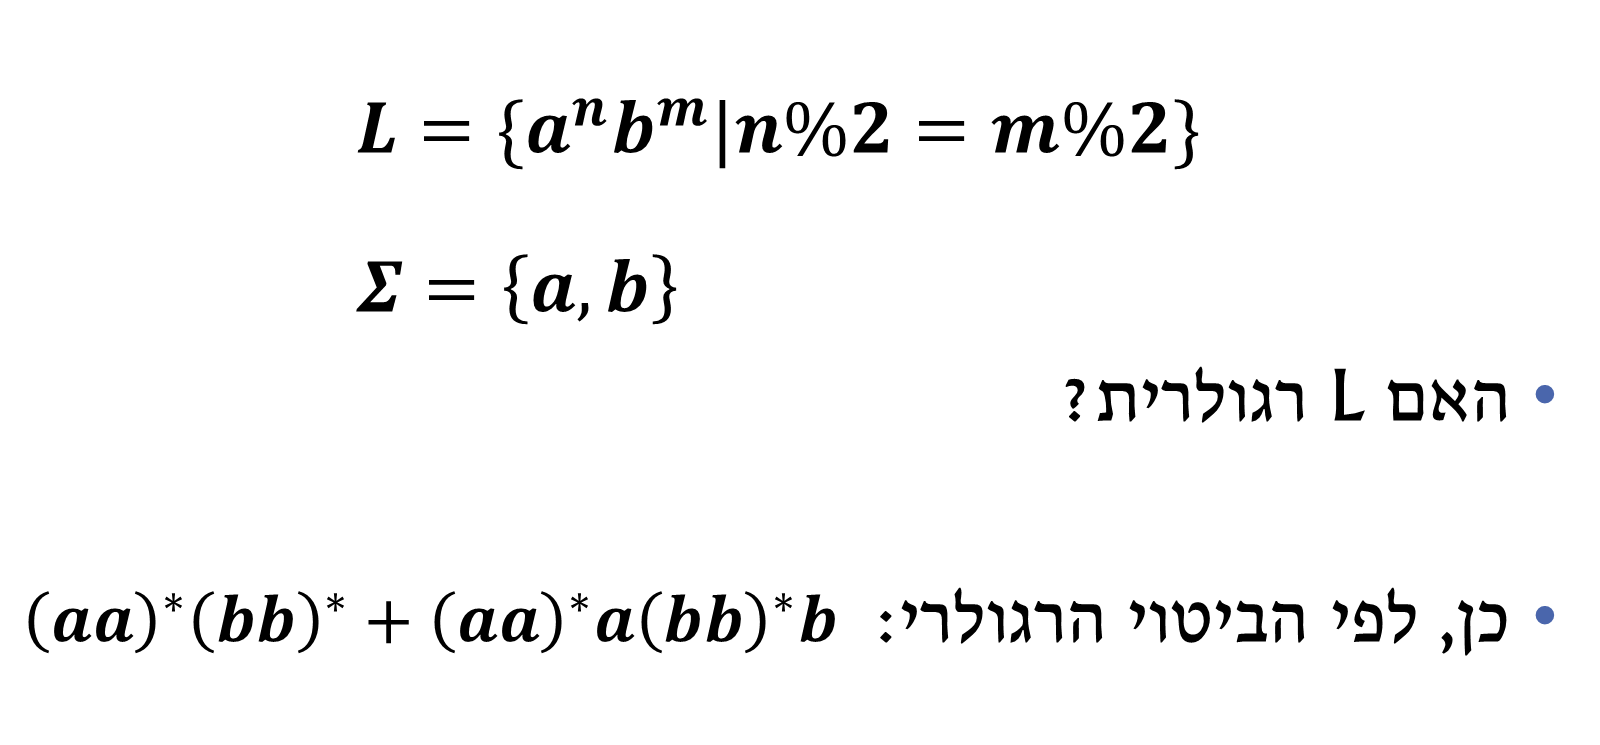 L = {aⁿbᵐ|n%2 = m%2}
Σ = {a, b}
• האם L רגולרית?
• כן, לפי הביטוי הרגולרי: (aa)*(bb)* + (aa)*a(bb)*b